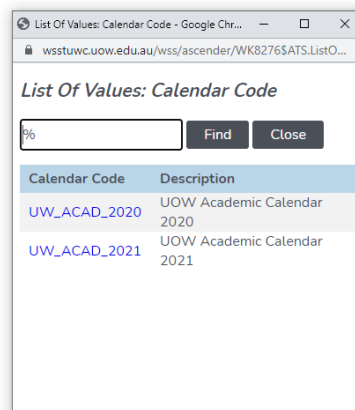 List Of Values: Calendar Code - Google Chr...
wsstuwc.uow.edu.au/wss/ascender/WK8276$ATS.ListO...
List Of Values: Calendar Code
% Find Close
Calendar Code Description
UW_ACAD_2020 UOW Academic Calendar
2020
UW_ACAD_2021 UOW Academic Calendar
2021